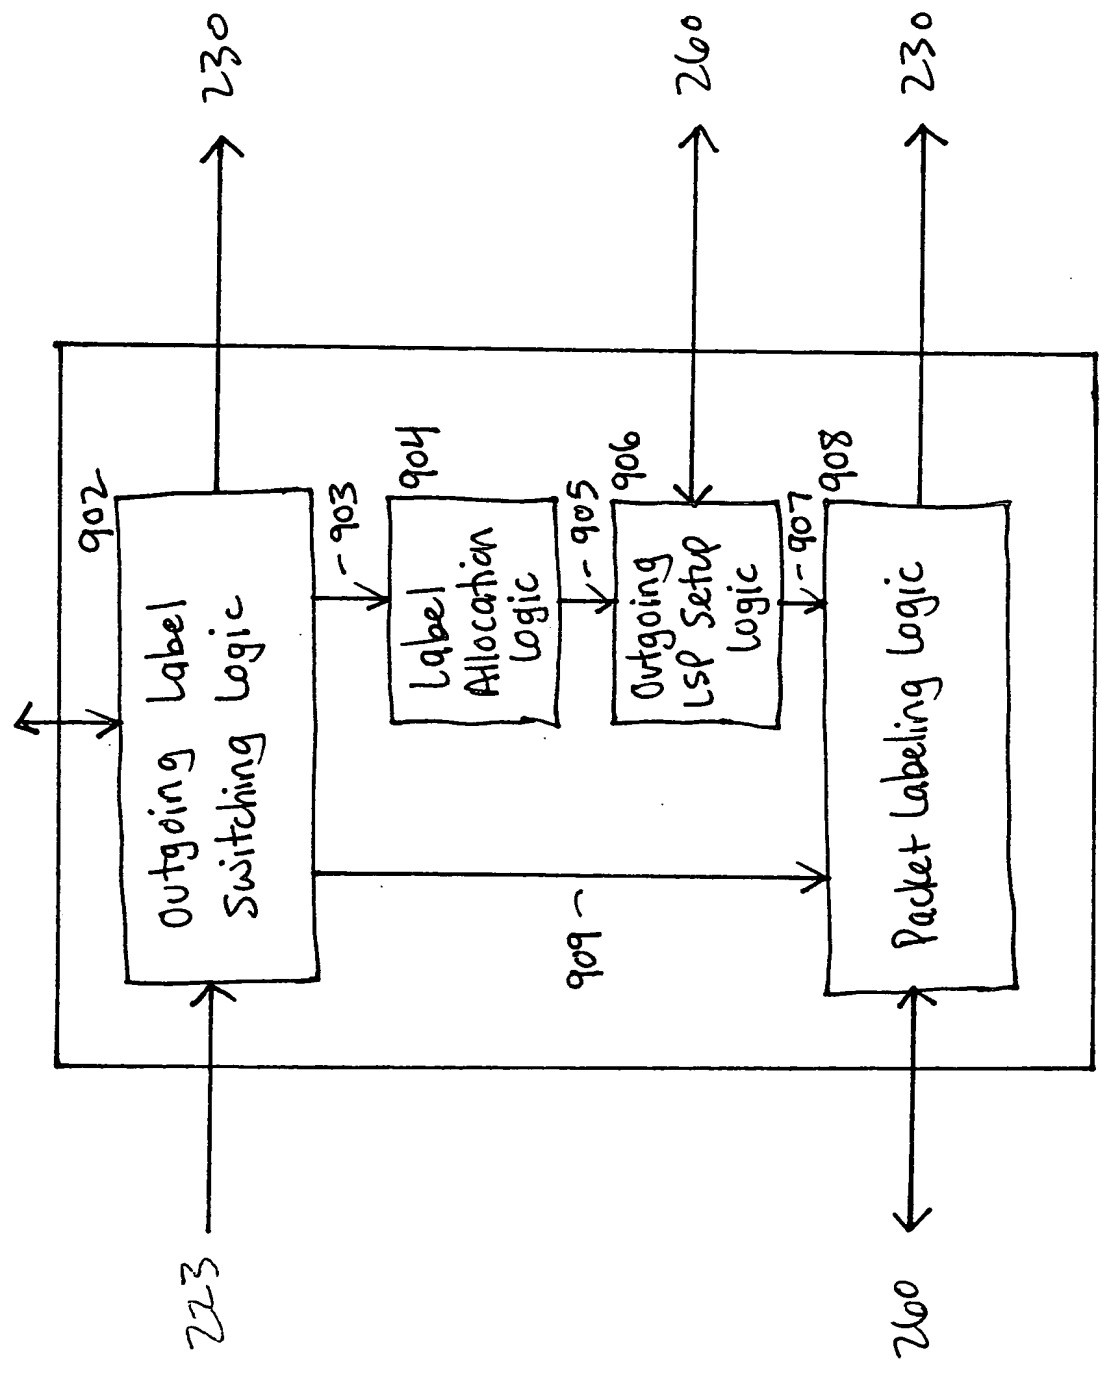 902
223
Outgoing Label
Switching Logic
230
903
904
Label
Allocation
Logic
905
906
Outgoing
LSP Setup
Logic
260
907
909
908
260
Packet Labeling Logic
230